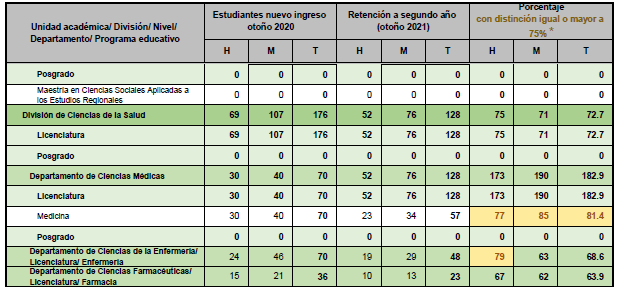 Unidad académica/ División/ Nivel/ Departamento/ Programa educativo
Estudiantes nuevo ingreso otoño 2020
Retención a segundo año (otoño 2021)
Porcentaje con distinción igual o mayor a 75% *
H M T H M T H M T
Posgrado 0 0 0 0 0 0 0 0 0
Maestría en Ciencias Sociales Aplicadas a los Estudios Regionales 0 0 0 0 0 0 0 0 0
División de Ciencias de la Salud 69 107 176 52 76 128 75 71 72.7
Licenciatura 69 107 176 52 76 128 75 71 72.7
Posgrado 0 0 0 0 0 0 0 0 0
Departamento de Ciencias Médicas 30 40 70 52 76 128 173 190 182.9
Licenciatura 30 40 70 52 76 128 173 190 182.9
Medicina 30 40 70 23 34 57 77 85 81.4
Posgrado 0 0 0 0 0 0 0 0 0
Departamento de Ciencias de la Enfermería/ Licenciatura/ Enfermería 24 46 70 19 29 48 79 63 68.6
Departamento de Ciencias Farmacéuticas/ Licenciatura/ Farmacia 15 21 36 10 13 23 67 62 63.9